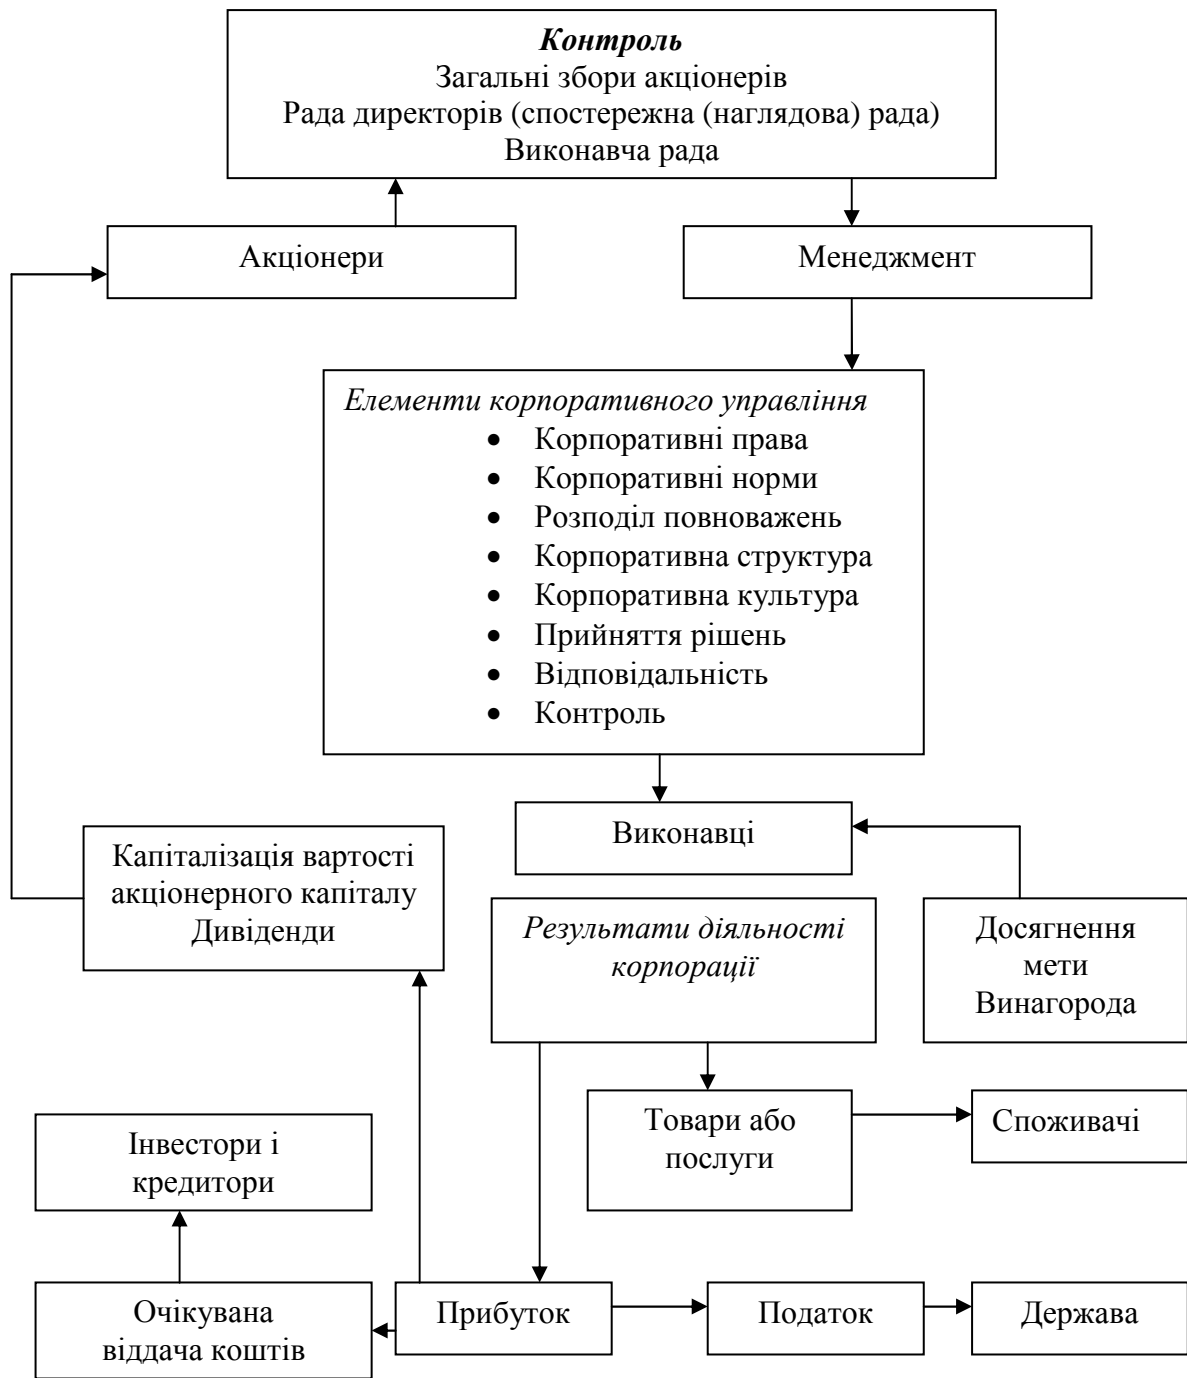 Контроль
Загальні збори акціонерів
Рада директорів (спостережна (наглядова) рада)
Виконавча рада
Акціонери
Менеджмент
Елементи корпоративного управління
• Корпоративні права
• Корпоративні норми
• Розподіл повноважень
• Корпоративна структура
• Корпоративна культура
• Прийняття рішень
• Відповідальність
• Контроль
Виконавці
Капіталізація вартості
акціонерного капіталу
Дивіденди
Результати діяльності
корпорації
Досягнення
мети
Винагорода
Товари або
послуги
Споживачі
Інвестори і
кредитори
Очікувана
віддача коштів
Прибуток
Податок
Держава